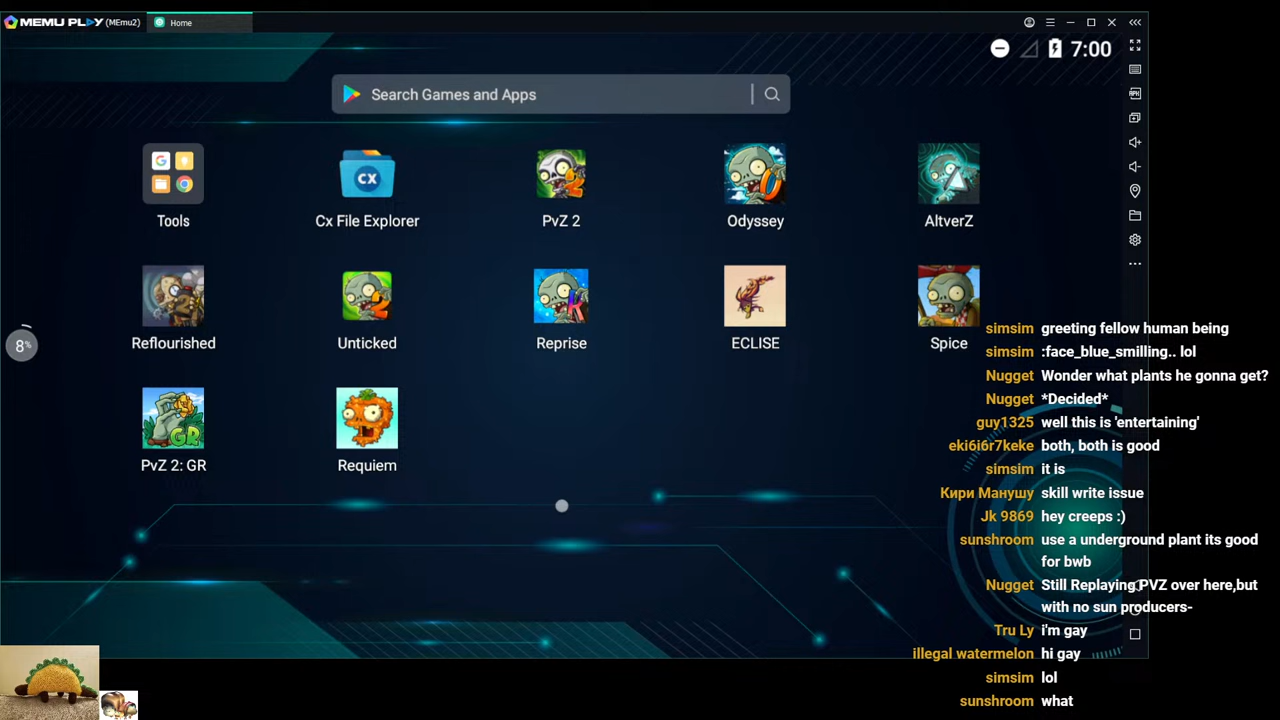 MEMU PLAY (MEmu2)
Home
7:00
Search Games and Apps
Tools
Cx File Explorer
PvZ 2
Odyssey
AltverZ
Reflourished
Unticked
Reprise
ECLISE
Spice
PvZ 2: GR
Requiem
8%
simsim greeting fellow human being
simsim :face_blue_smilling.. lol
Nugget Wonder what plants he gonna get?
Nugget *Decided*
guy1325 well this is 'entertaining'
eki6i6r7keke both, both is good
simsim it is
Кири Манушу skill write issue
Jk 9869 hey creeps :)
sunshroom use a underground plant its good
for bwb
Nugget Still Replaying PVZ over here,but
with no sun producers-
Tru Ly i'm gay
illegal watermelon hi gay
simsim lol
sunshroom what